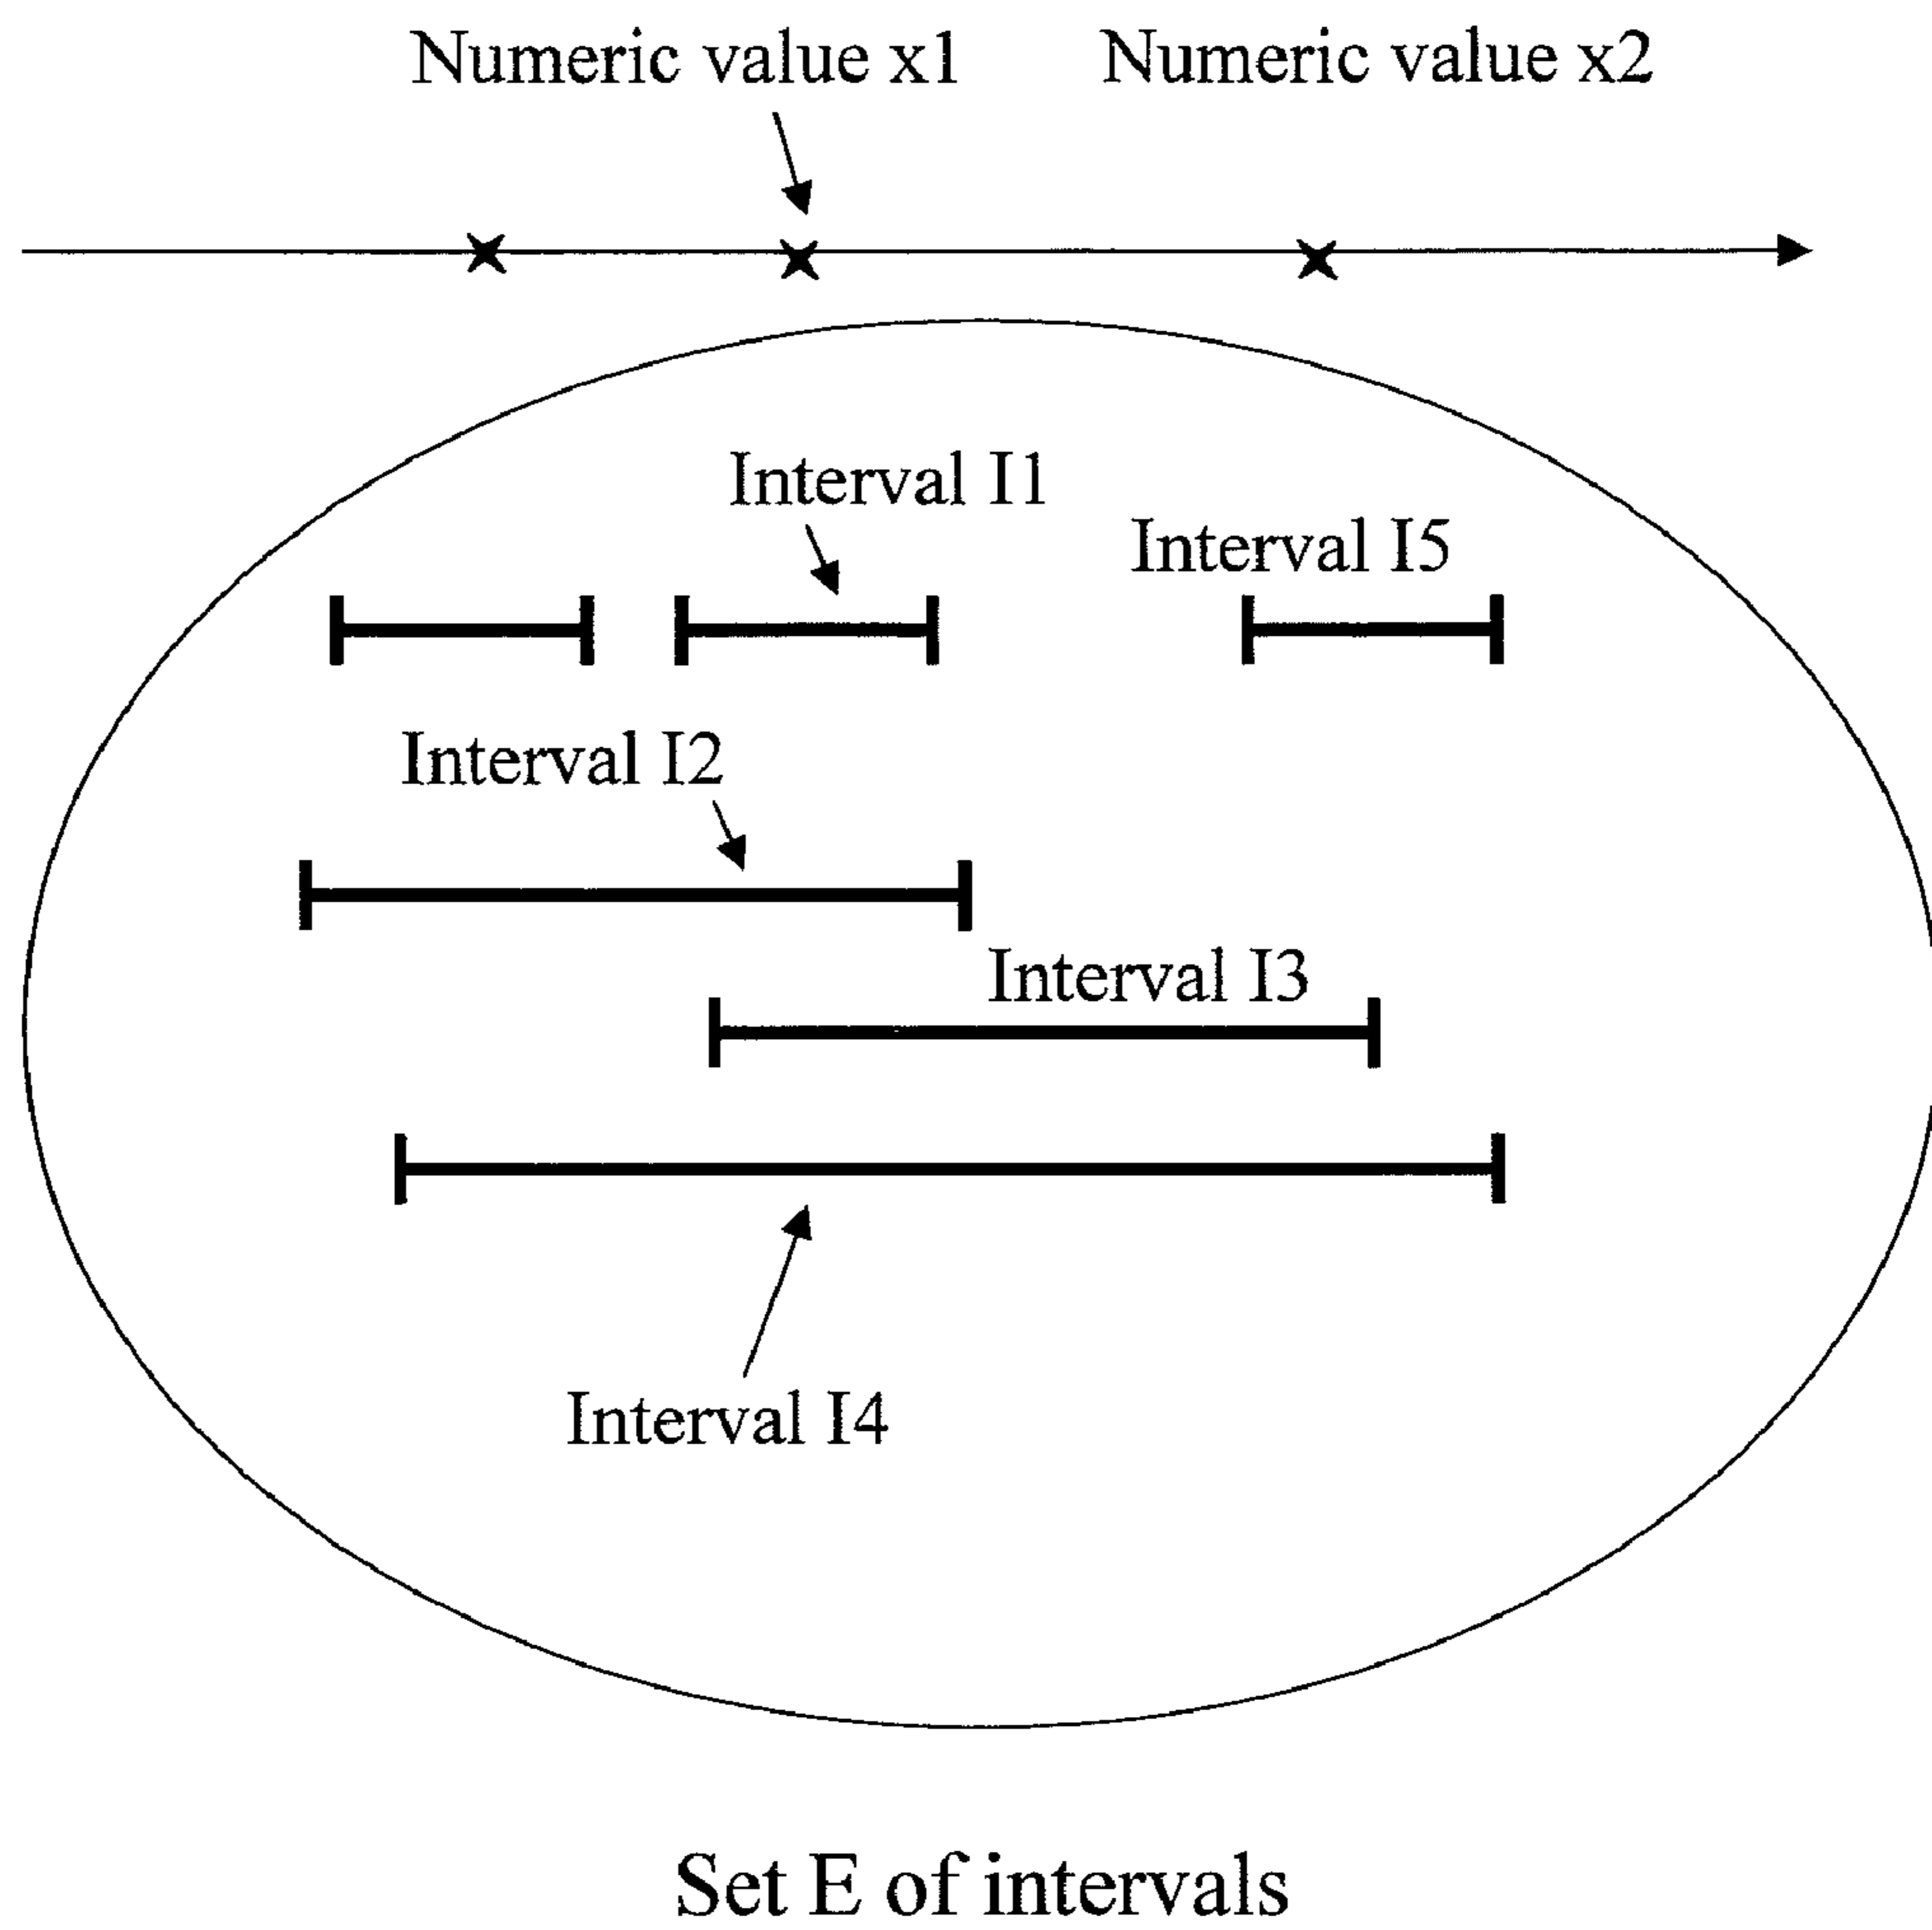 Numeric value x1
Numeric value x2
Interval I1
Interval I5
Interval I2
Interval I3
Interval I4
Set E of intervals